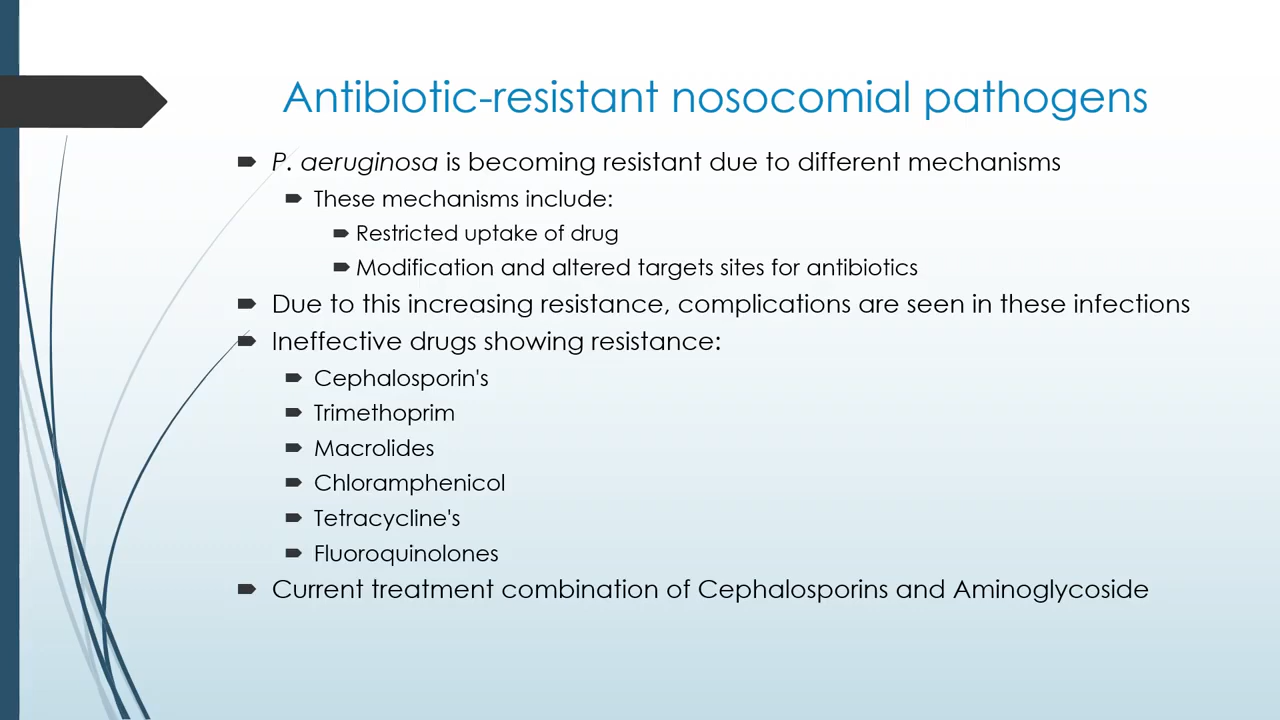 Antibiotic-resistant nosocomial pathogens
P. aeruginosa is becoming resistant due to different mechanisms
These mechanisms include:
Restricted uptake of drug
Modification and altered targets sites for antibiotics
Due to this increasing resistance, complications are seen in these infections
Ineffective drugs showing resistance:
Cephalosporin's
Trimethoprim
Macrolides
Chloramphenicol
Tetracycline's
Fluoroquinolones
Current treatment combination of Cephalosporins and Aminoglycoside